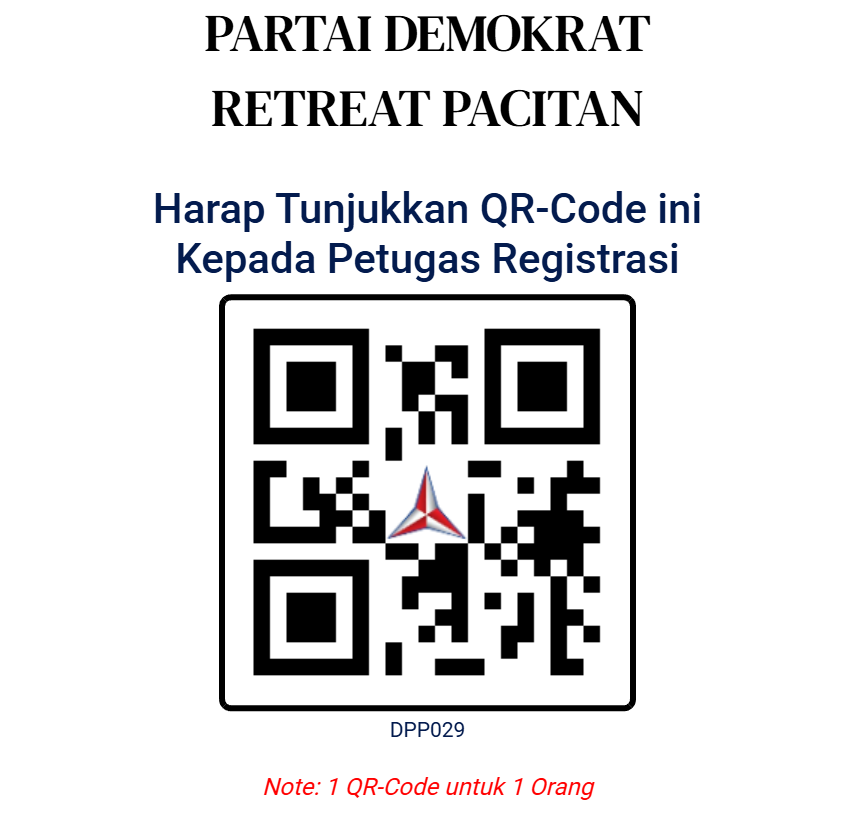 PARTAI DEMOKRAT
RETREAT PACITAN
Harap Tunjukkan QR-Code ini
Kepada Petugas Registrasi
DPP029
Note: 1 QR-Code untuk 1 Orang